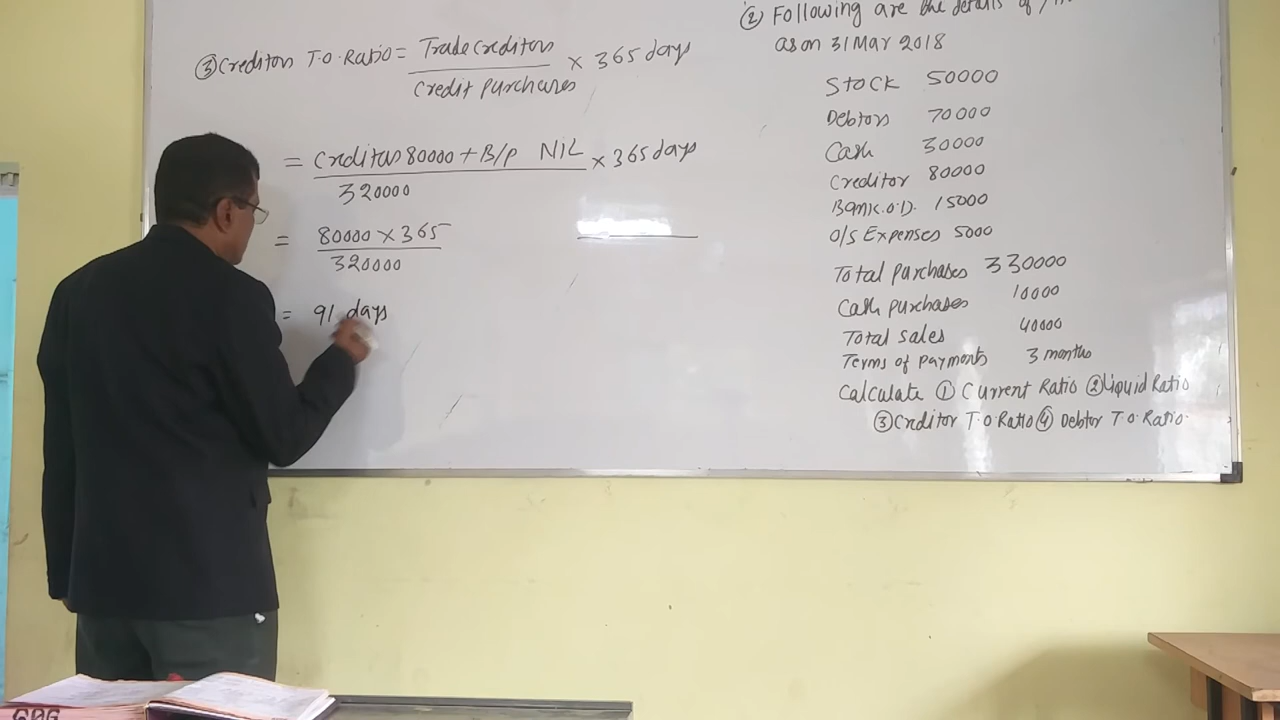 ③ Creditors T.O. Ratio = Trade creditors / Credit purchases × 365 days
= Creditors 80000 + B/P NIL / 320000 × 365 days
= 80000 × 365 / 320000
= 91 days
② Following are the details of
as on 31 Mar 2018
Stock 50000
Debtors 70000
Cash 30000
Creditor 80000
Bank O.D. 15000
O/S Expenses 5000
Total purchases 330000
Cash purchases 10000
Total sales 40000
Terms of payments 3 months
Calculate ① Current Ratio ② Liquid Ratio
③ Creditor T.O. Ratio ④ Debtor T.O. Ratio.